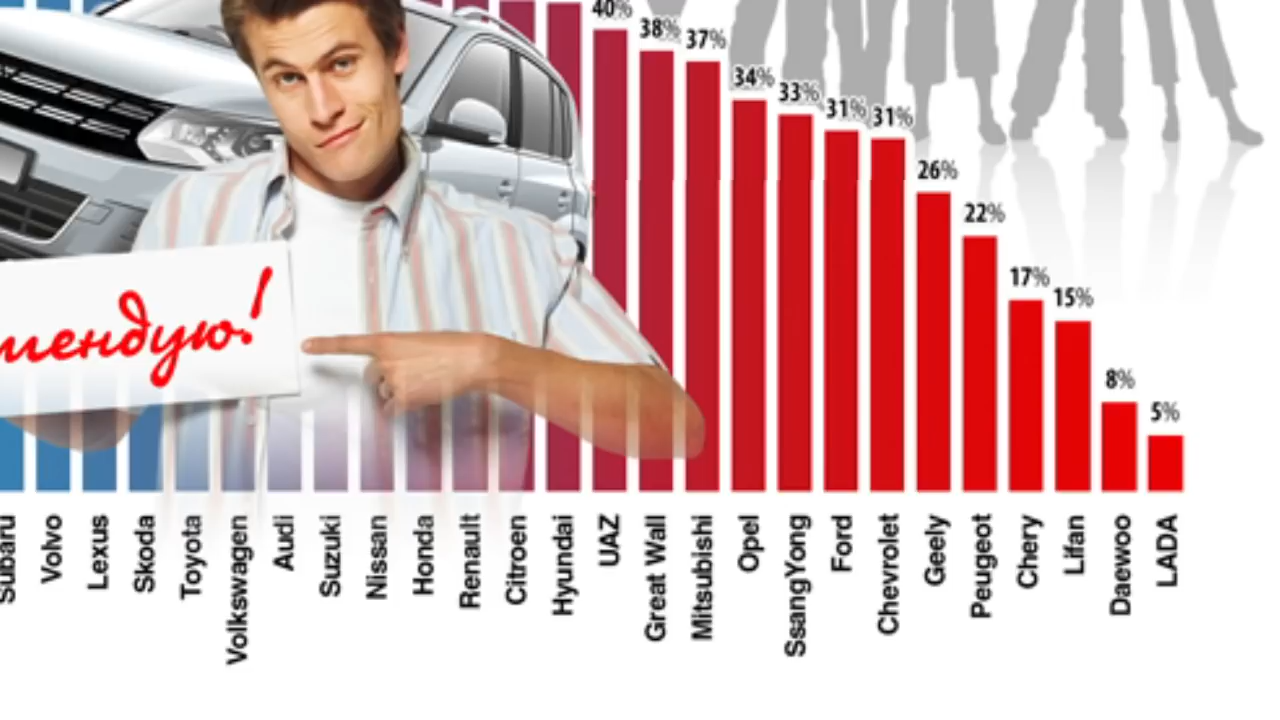 40%
38%
37%
34%
33%
31%
31%
26%
22%
17%
15%
8%
5%
мендую!
Subaru
Volvo
Lexus
Skoda
Toyota
Volkswagen
Audi
Suzuki
Nissan
Honda
Renault
Citroen
Hyundai
UAZ
Great Wall
Mitsubishi
Opel
SsangYong
Ford
Chevrolet
Geely
Peugeot
Chery
Lifan
Daewoo
LADA